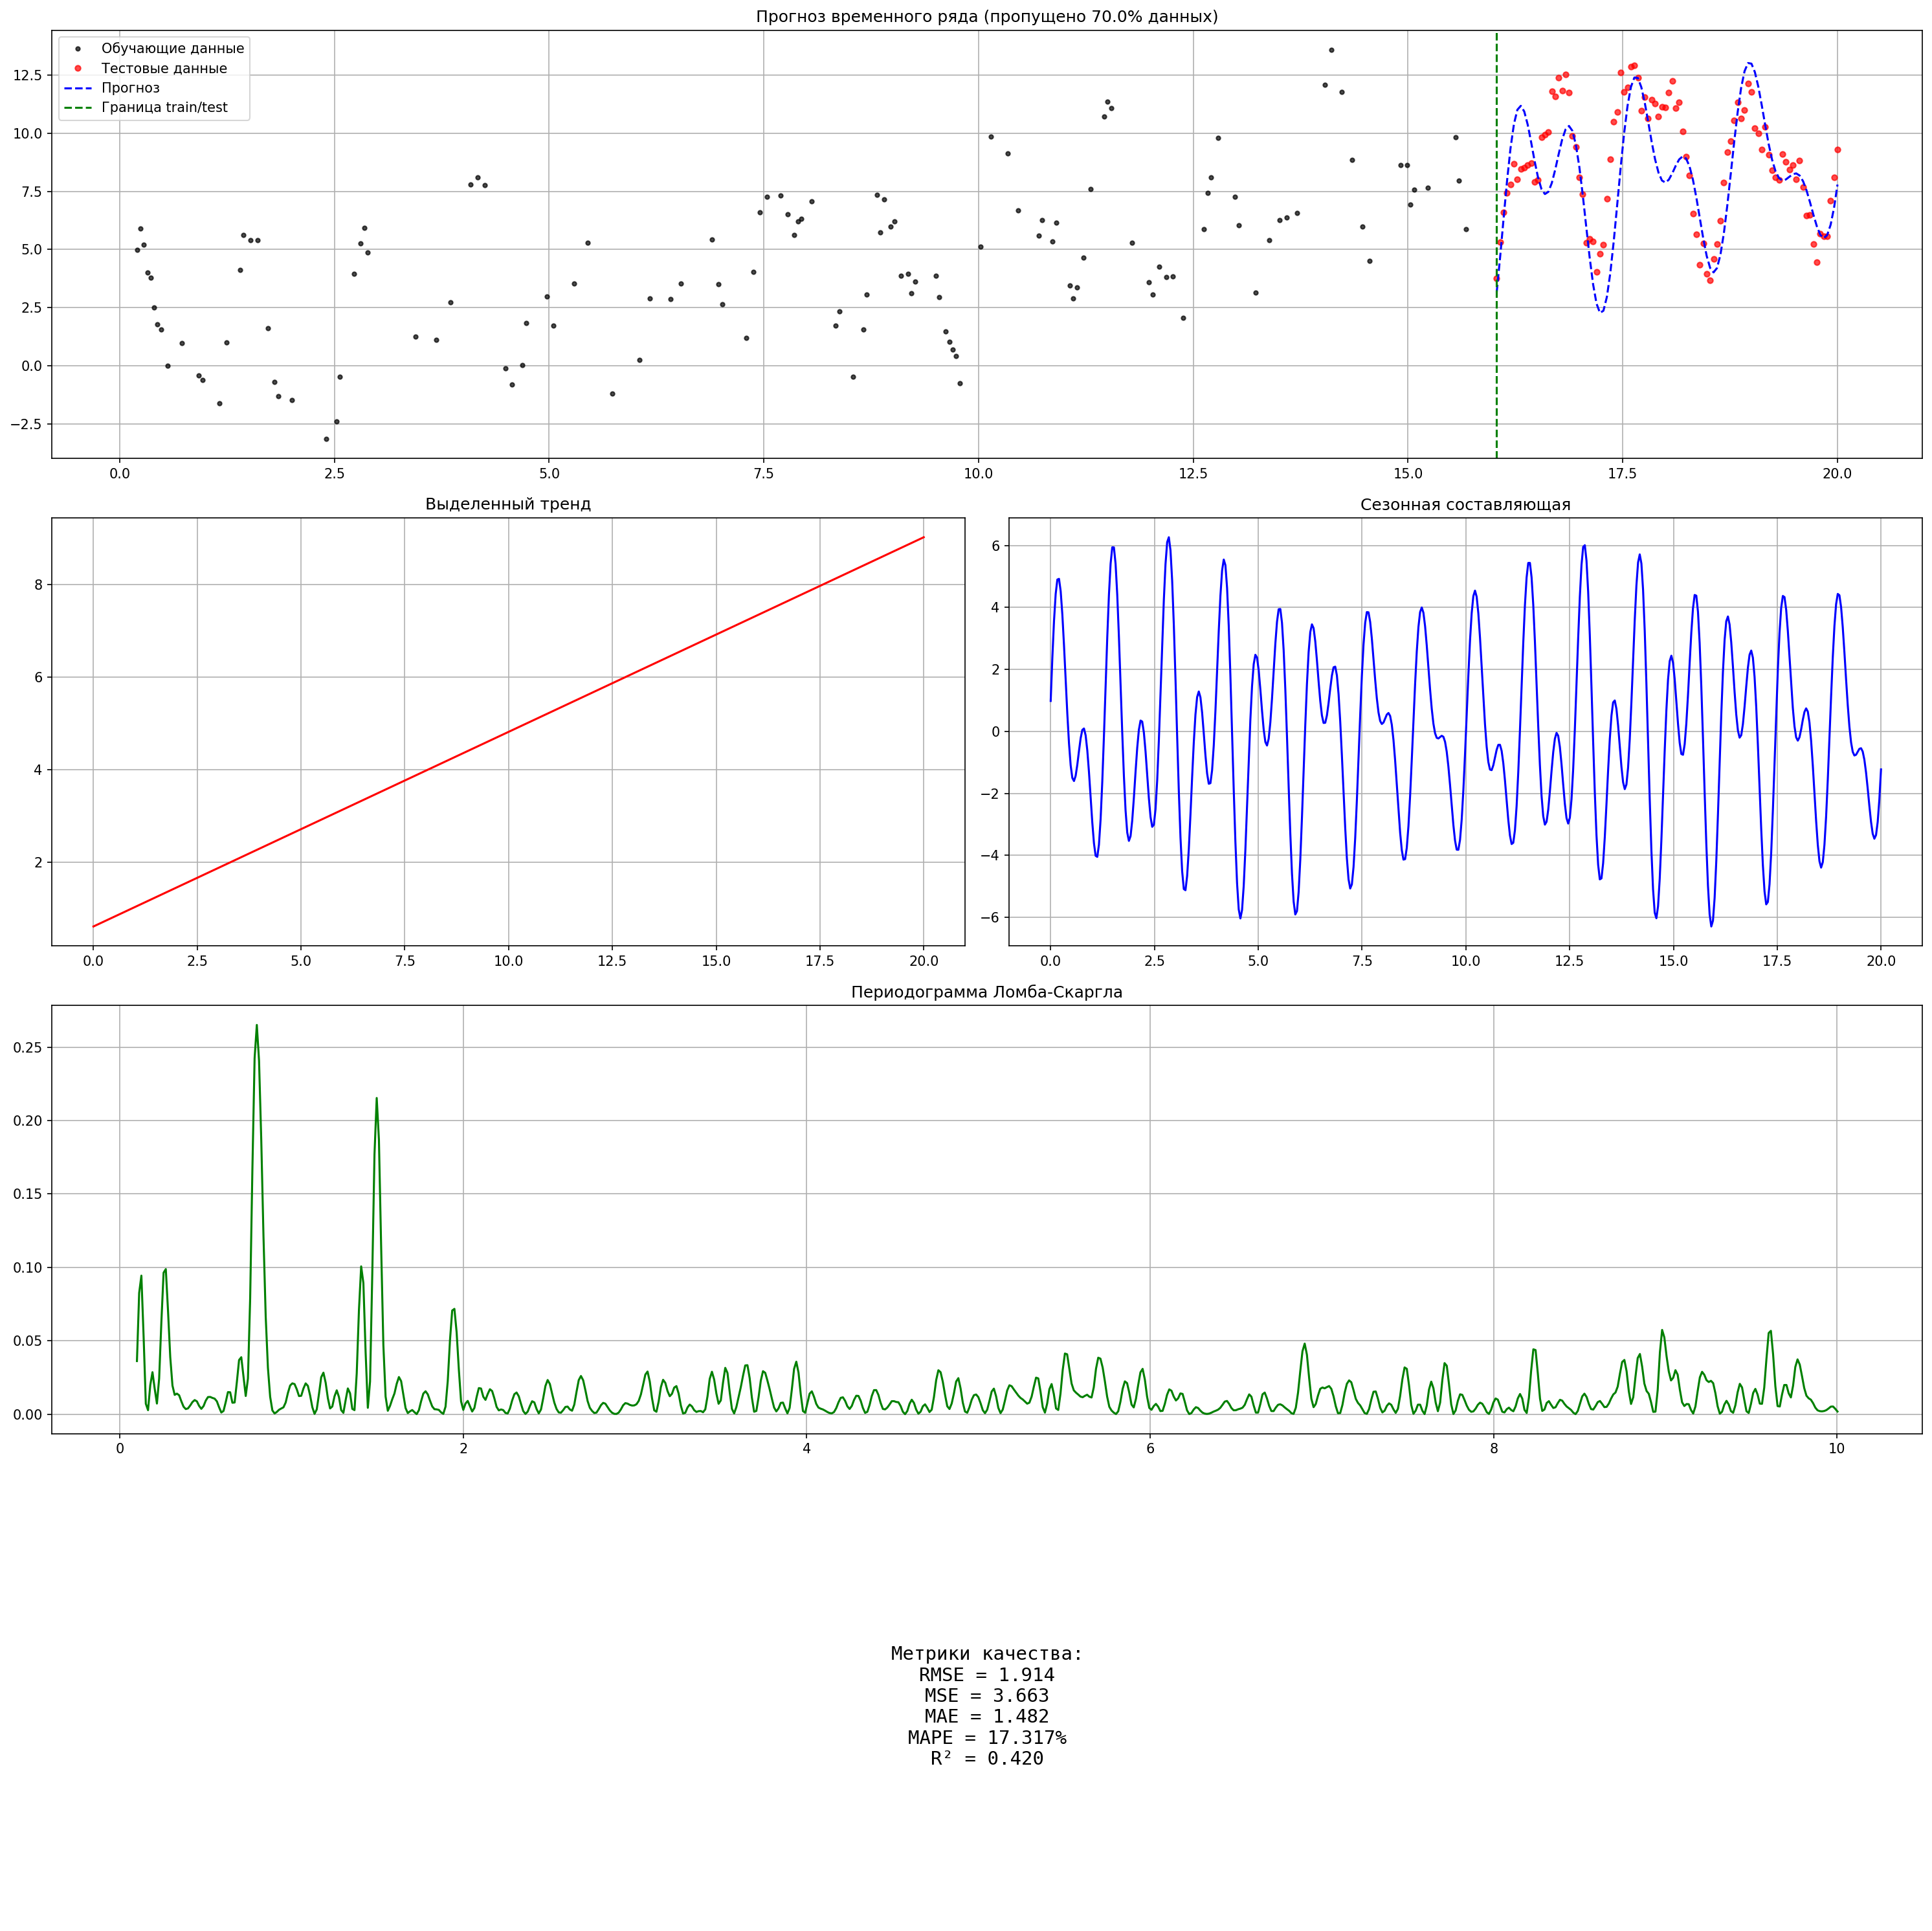 Прогноз временного ряда (пропущено 70.0% данных)
Обучающие данные
Тестовые данные
Прогноз
Граница train/test
12.5
10.0
7.5
5.0
2.5
0.0
−2.5
0.0 2.5 5.0 7.5 10.0 12.5 15.0 17.5 20.0
Выделенный тренд
8
6
4
2
0.0 2.5 5.0 7.5 10.0 12.5 15.0 17.5 20.0
Сезонная составляющая
6
4
2
0
−2
−4
−6
0.0 2.5 5.0 7.5 10.0 12.5 15.0 17.5 20.0
Периодограмма Ломба-Скаргла
0.25
0.20
0.15
0.10
0.05
0.00
0 2 4 6 8 10
Метрики качества:
RMSE = 1.914
MSE = 3.663
MAE = 1.482
MAPE = 17.317%
R² = 0.420